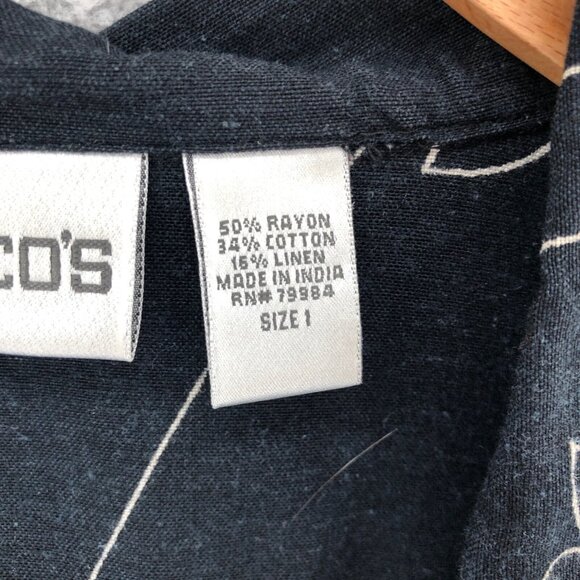 CO'S
50% RAYON
34% COTTON
16% LINEN
MADE IN INDIA
RN# 79984
SIZE 1